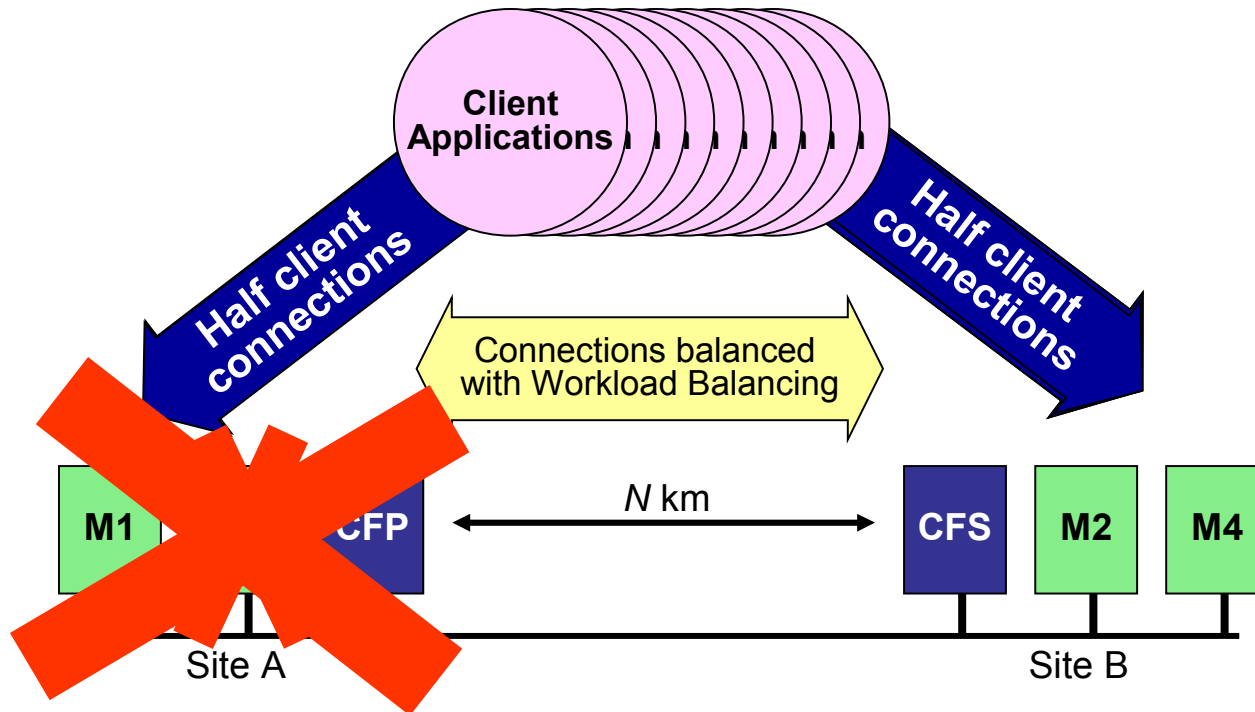 Client
Applications
Half client
connections
Half client
connections
Connections balanced
with Workload Balancing
N km
M1
CFP
CFS
M2
M4
Site A
Site B